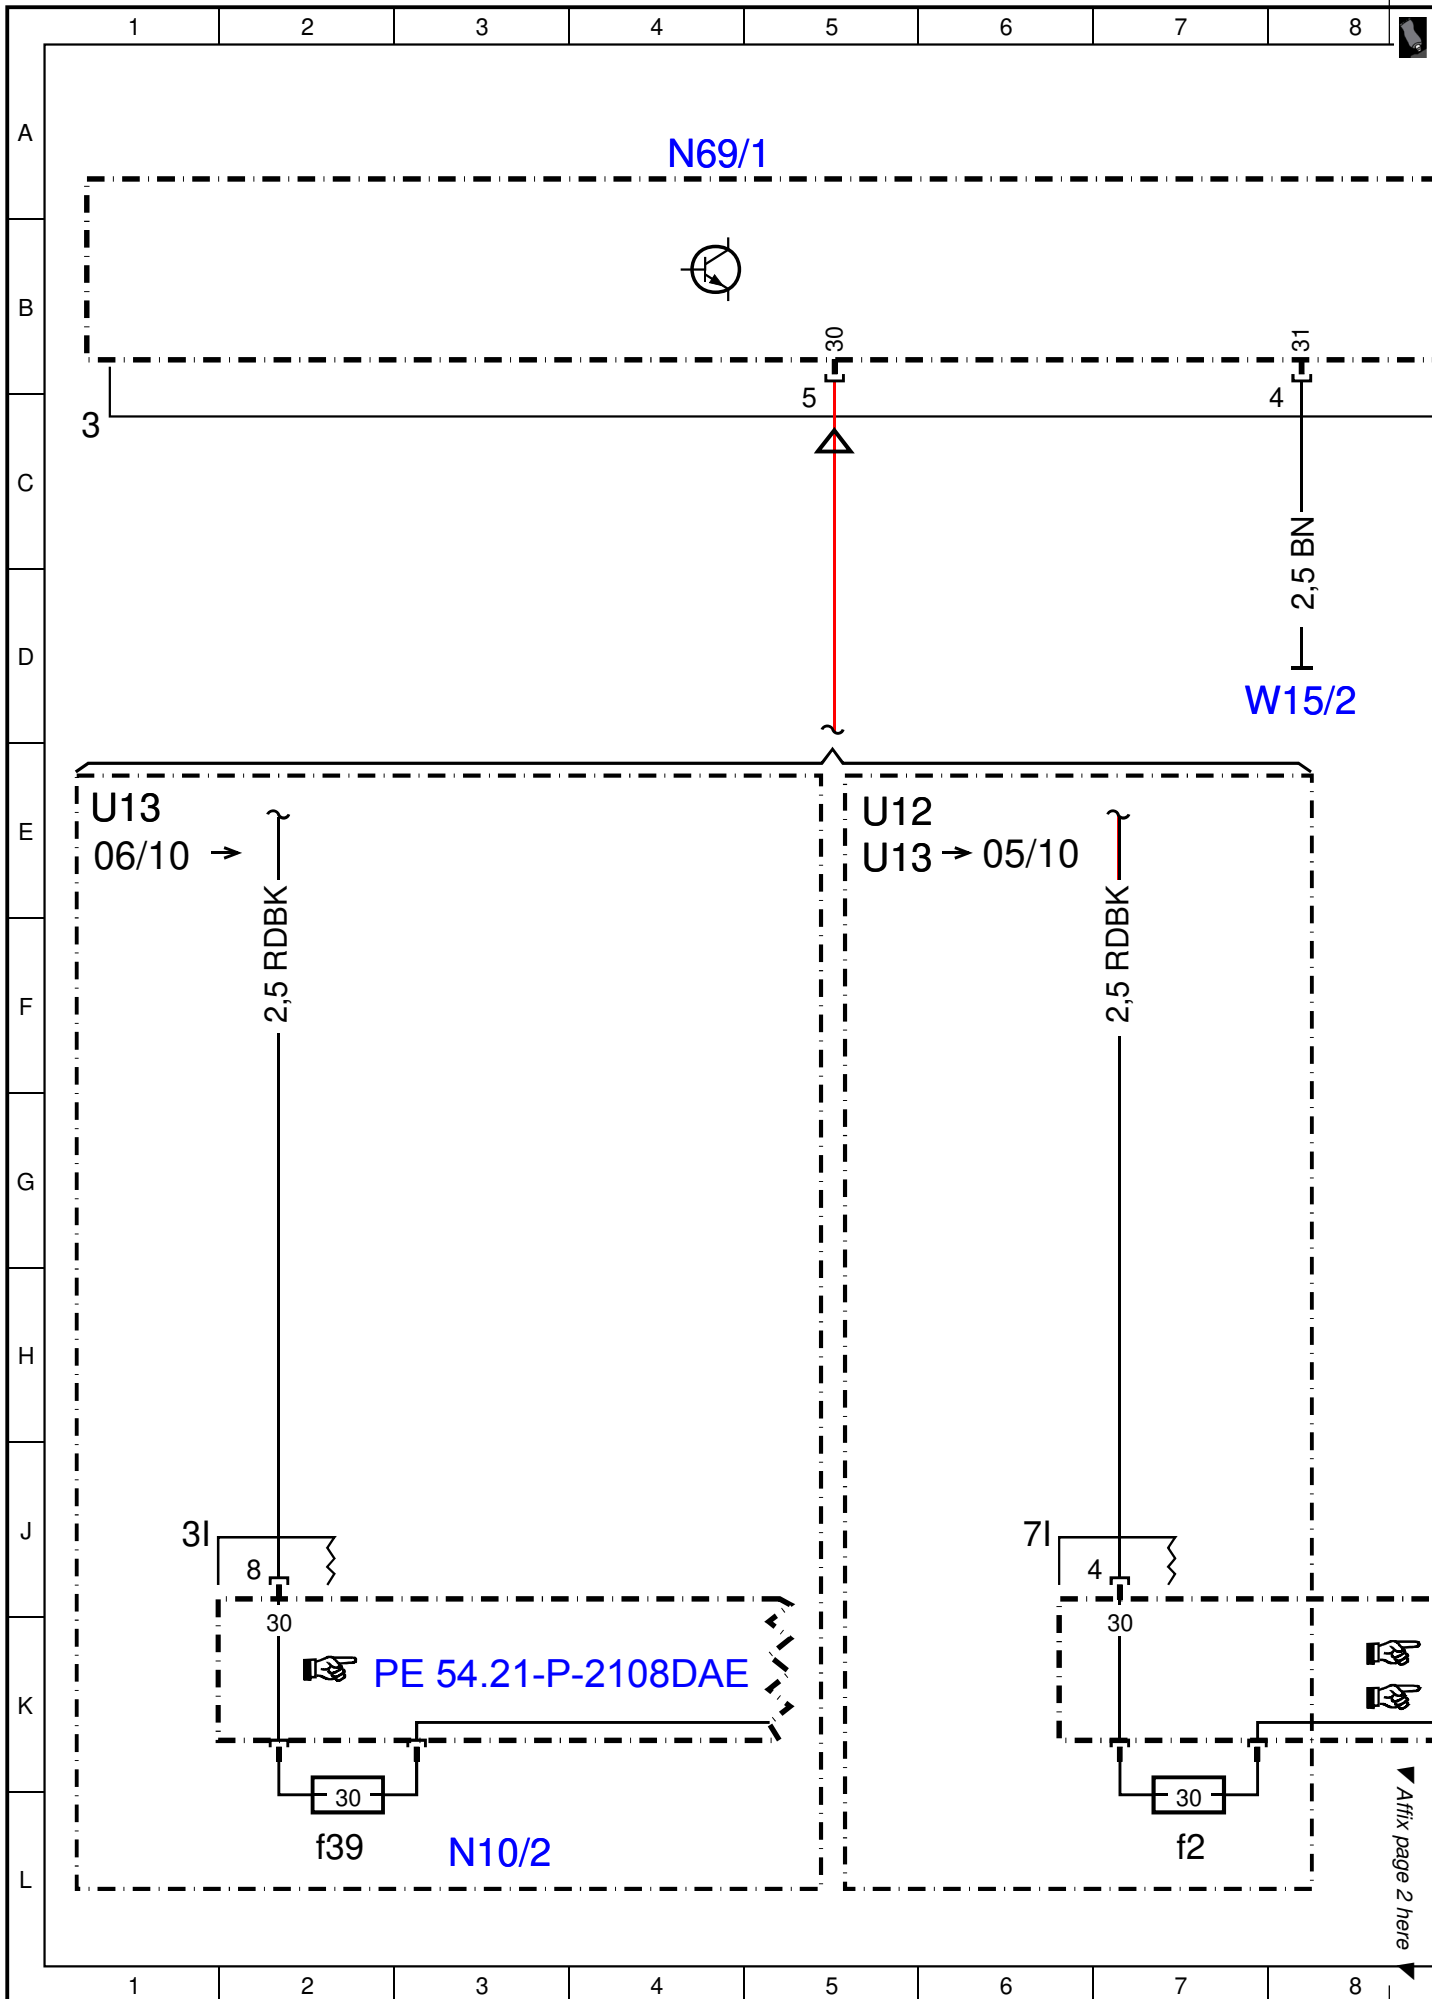 1 2 3 4 5 6 7 8
A
N69/1
B
30 31
5 4
3
C
2,5 BN
D
W15/2
U13
06/10 →
U12
U13 → 05/10
E
2,5 RDBK 2,5 RDBK
F
G
H
J
3I 7I
8 4
30 30
PE 54.21-P-2108DAE
K
30 30
f39 N10/2 f2
L
Affix page 2 here
1 2 3 4 5 6 7 8